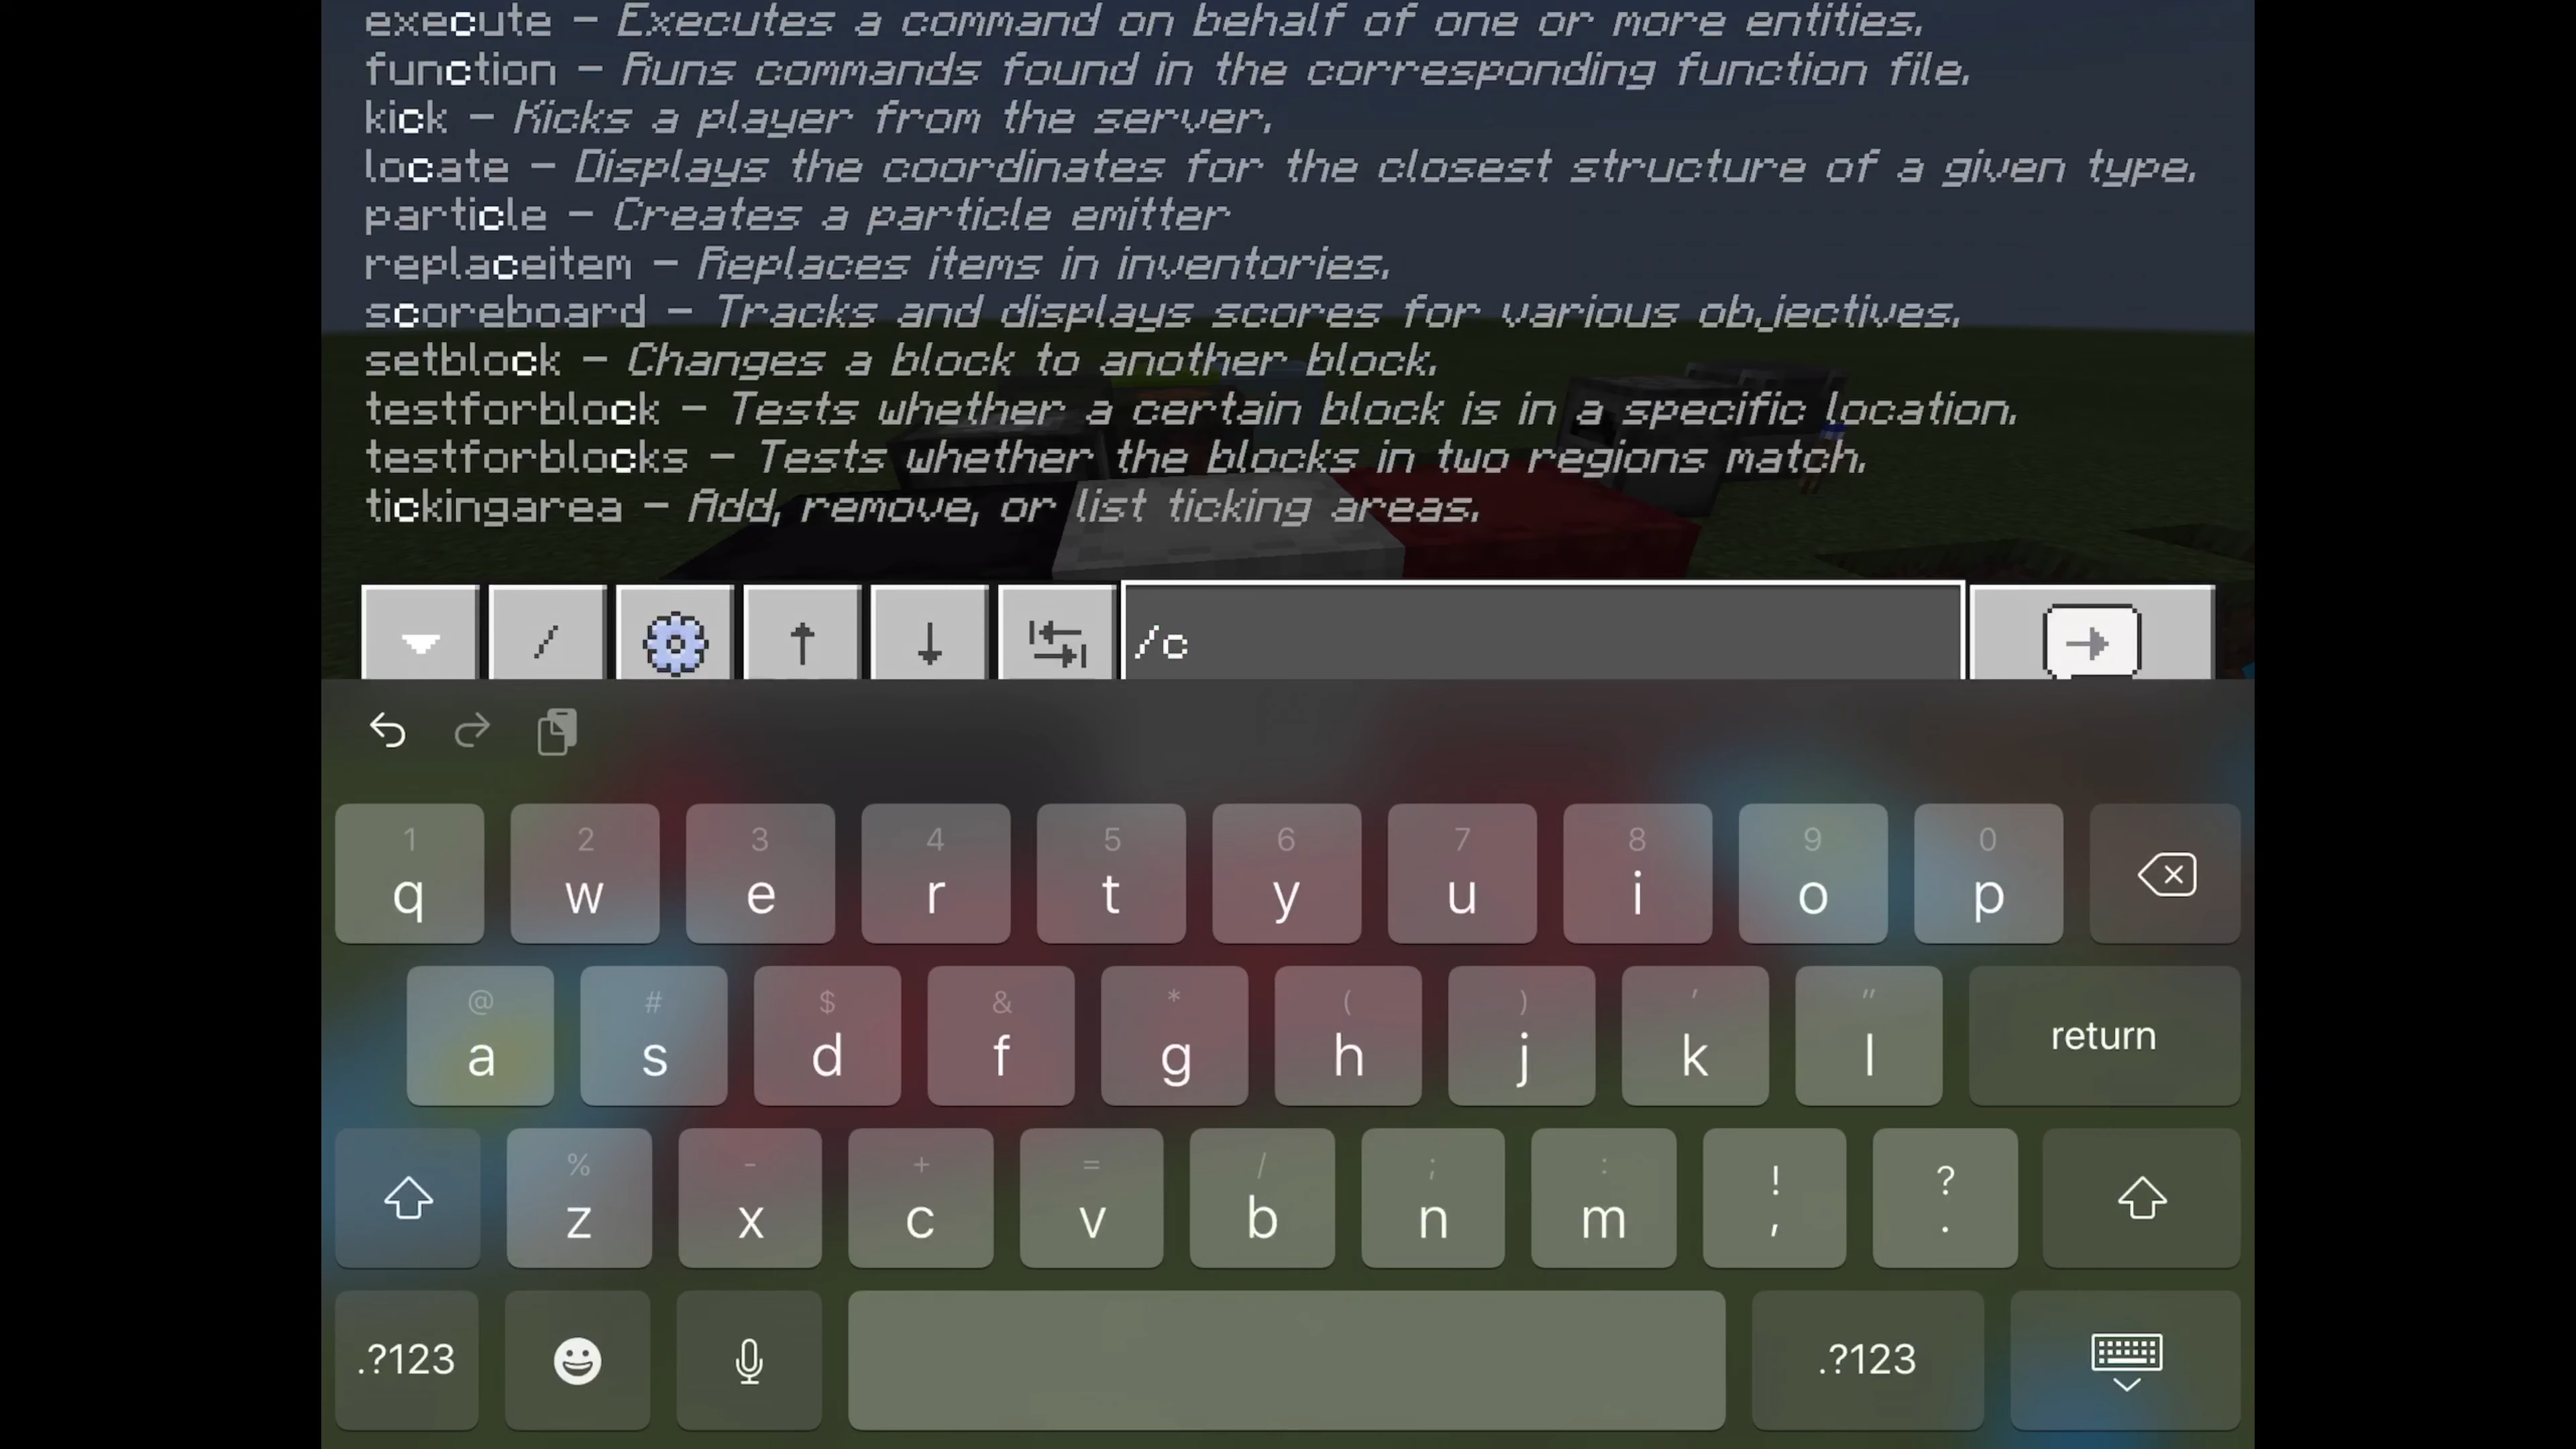 execute – Executes a command on behalf of one or more entities.
function – Runs commands found in the corresponding function file.
kick – Kicks a player from the server.
locate – Displays the coordinates for the closest structure of a given type.
particle – Creates a particle emitter
replaceitem – Replaces items in inventories.
scoreboard – Tracks and displays scores for various objectives.
setblock – Changes a block to another block.
testforblock – Tests whether a certain block is in a specific location.
testforblocks – Tests whether the blocks in two regions match.
tickingarea – Add, remove, or list ticking areas.
/ /c
1 2 3 4 5 6 7 8 9 0
q w e r t y u i o p
@ # $ & * ( ) ' "
a s d f g h j k l return
% - + = / ; : ! ?
z x c v b n m , .
.?123 .?123